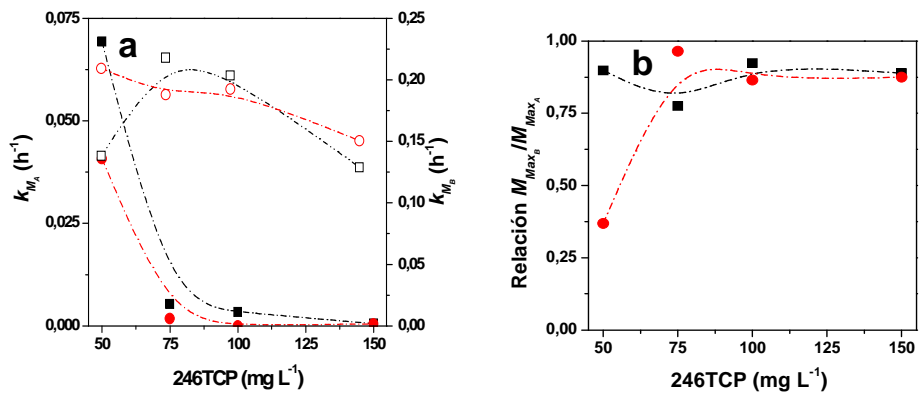 a
0,075
0,050
0,025
0,000
k_{M_A} (h⁻¹)
0,25
0,20
0,15
0,10
0,05
0,00
k_{M_B} (h⁻¹)
50 75 100 125 150
246TCP (mg L⁻¹)
b
1,00
0,75
0,50
0,25
0,00
Relación M_{Max_B}/M_{Max_A}
50 75 100 125 150
246TCP (mg L⁻¹)